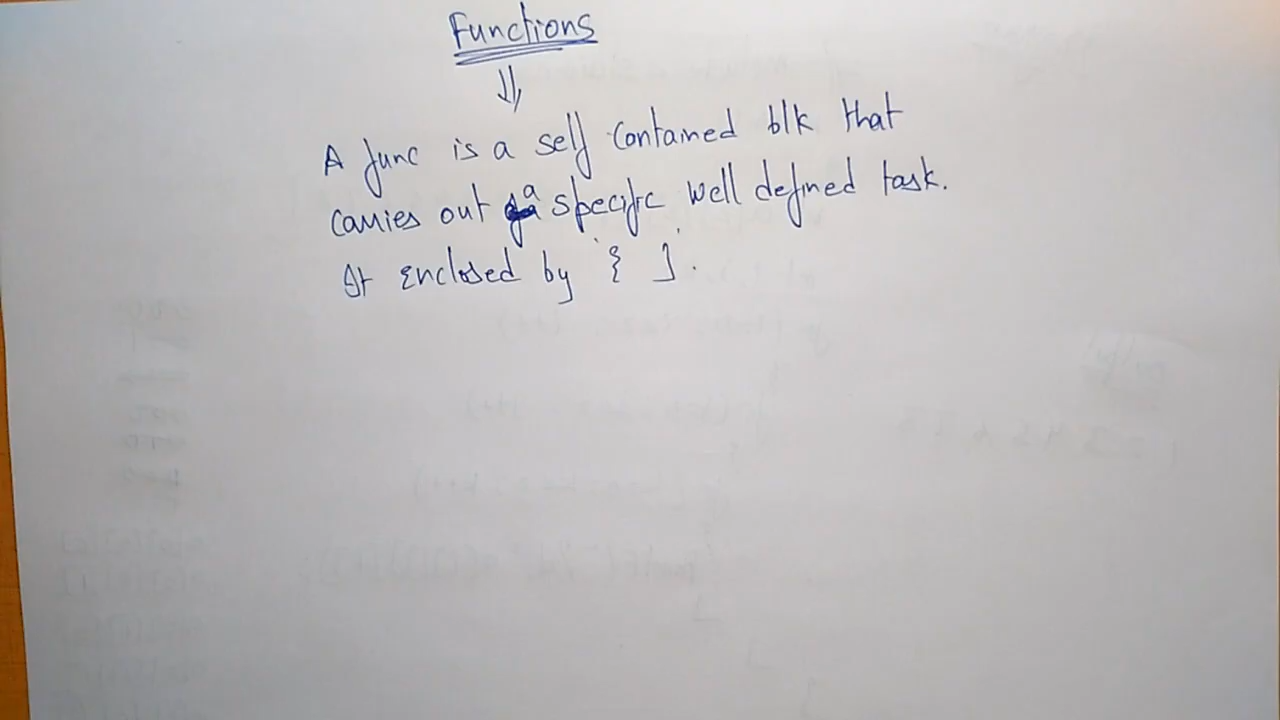 Functions
A func is a self contained blk that
carries out a specific well defined task.
It enclosed by '{ }'.